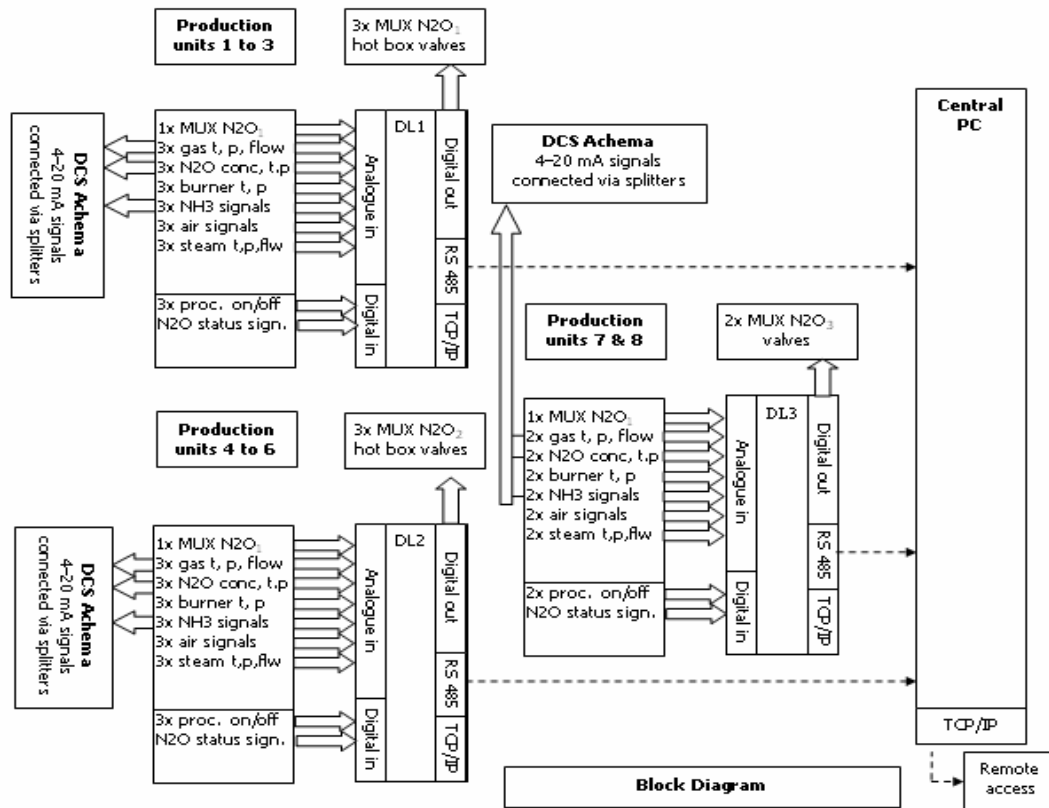 Production
units 1 to 3
3x MUX N2O₁
hot box valves
DCS Achema
4–20 mA signals
connected via splitters
1x MUX N2O₁
3x gas t, p, flow
3x N2O conc, t.p
3x burner t, p
3x NH3 signals
3x air signals
3x steam t,p,flw
3x proc. on/off
N2O status sign.
Analogue in
Digital in
DL1
Digital out
RS 485
TCP/IP
DCS Achema
4–20 mA signals
connected via splitters
Central
PC
Production
units 4 to 6
3x MUX N2O₂
hot box valves
DCS Achema
4–20 mA signals
connected via splitters
1x MUX N2O₁
3x gas t, p, flow
3x N2O conc, t.p
3x burner t, p
3x NH3 signals
3x air signals
3x steam t,p,flw
3x proc. on/off
N2O status sign.
Analogue in
Digital in
DL2
Digital out
RS 485
TCP/IP
Production
units 7 & 8
2x MUX N2O₃
valves
1x MUX N2O₁
2x gas t, p, flow
2x N2O conc, t.p
2x burner t, p
2x NH3 signals
2x air signals
2x steam t,p,flw
2x proc. on/off
N2O status sign.
Analogue in
Digital in
DL3
Digital out
RS 485
TCP/IP
TCP/IP
Remote
access
Block Diagram